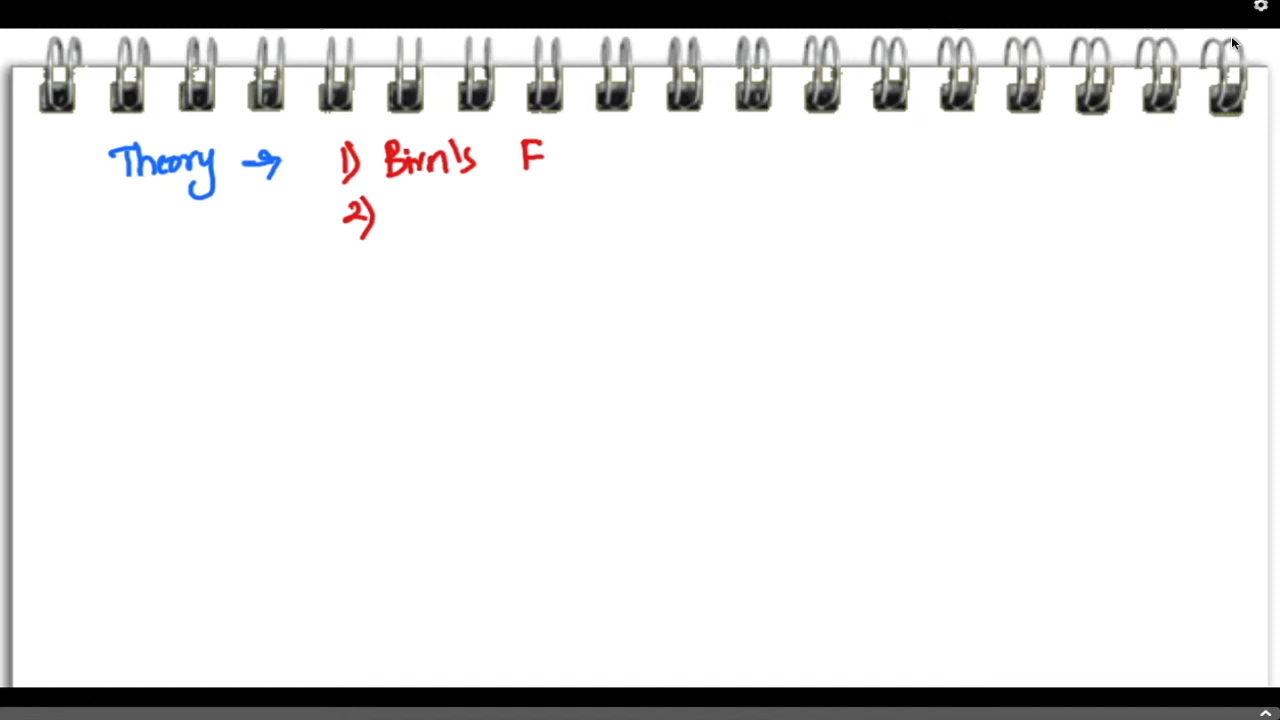 Theory → 1) Birn's F
2)